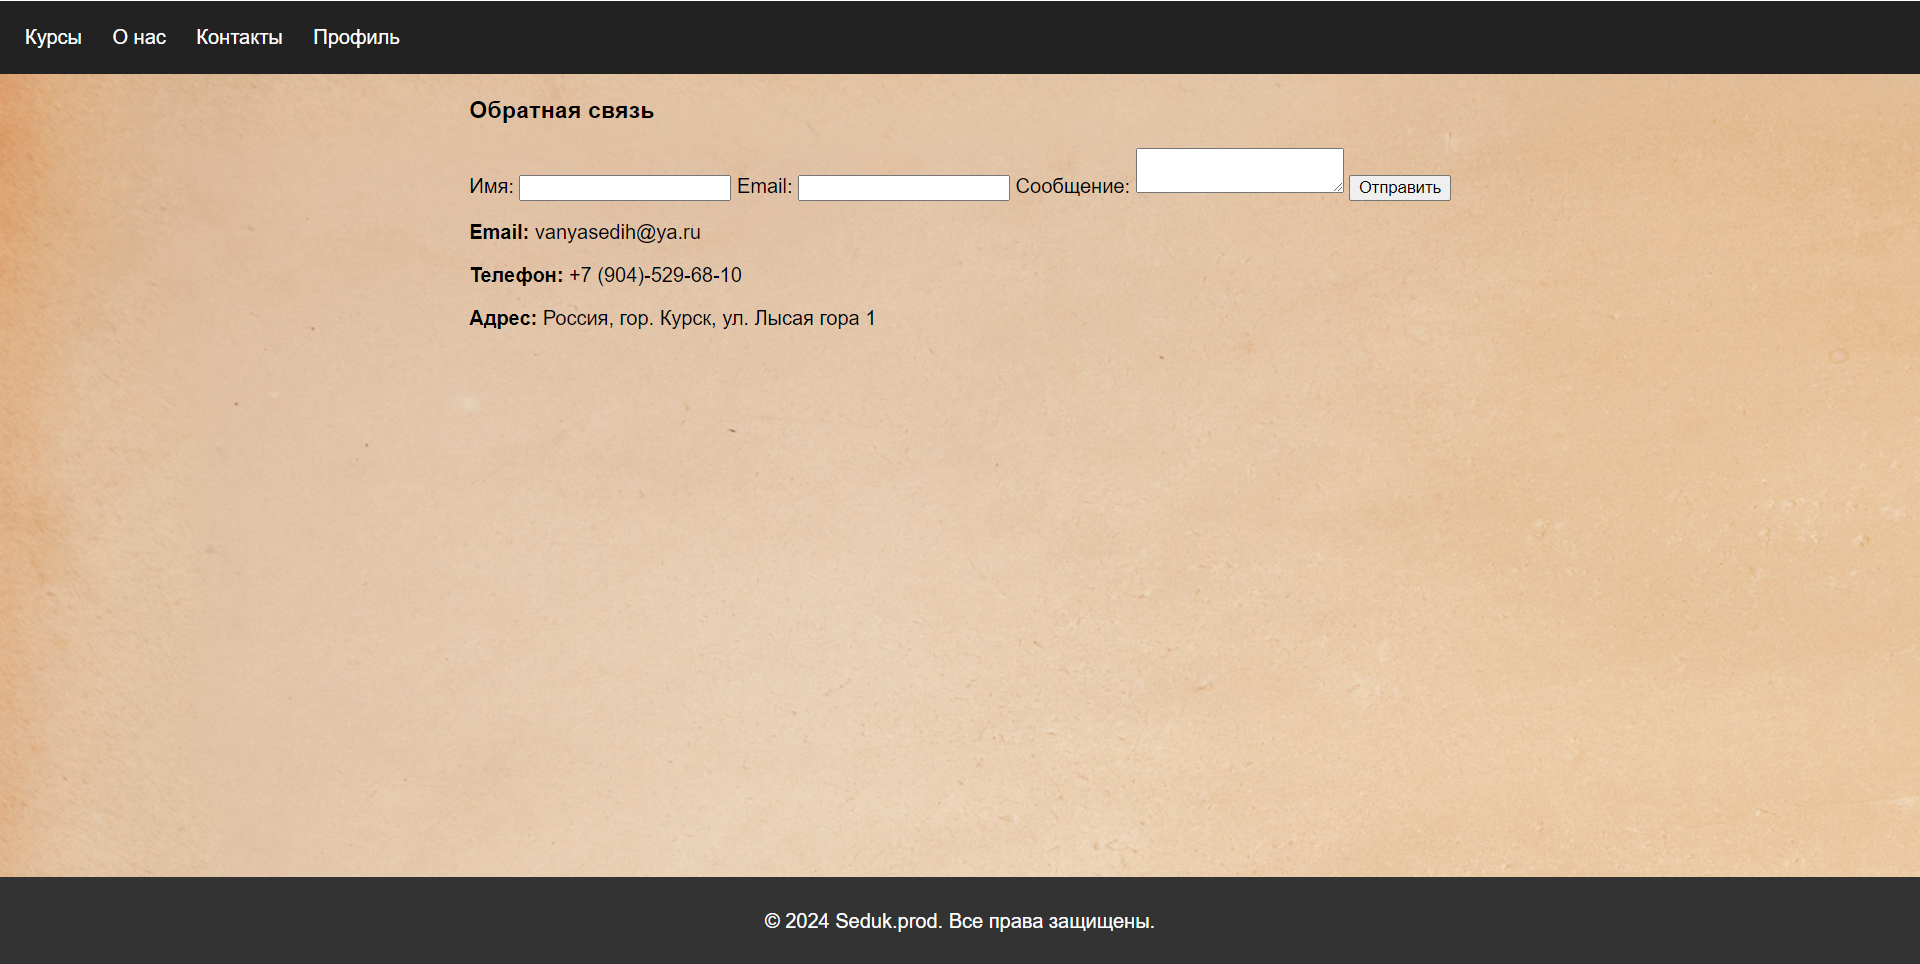 Курсы О нас Контакты Профиль
Обратная связь
Имя: Email: Сообщение: Отправить
Email: vanyasedih@ya.ru
Телефон: +7 (904)-529-68-10
Адрес: Россия, гор. Курск, ул. Лысая гора 1
© 2024 Seduk.prod. Все права защищены.